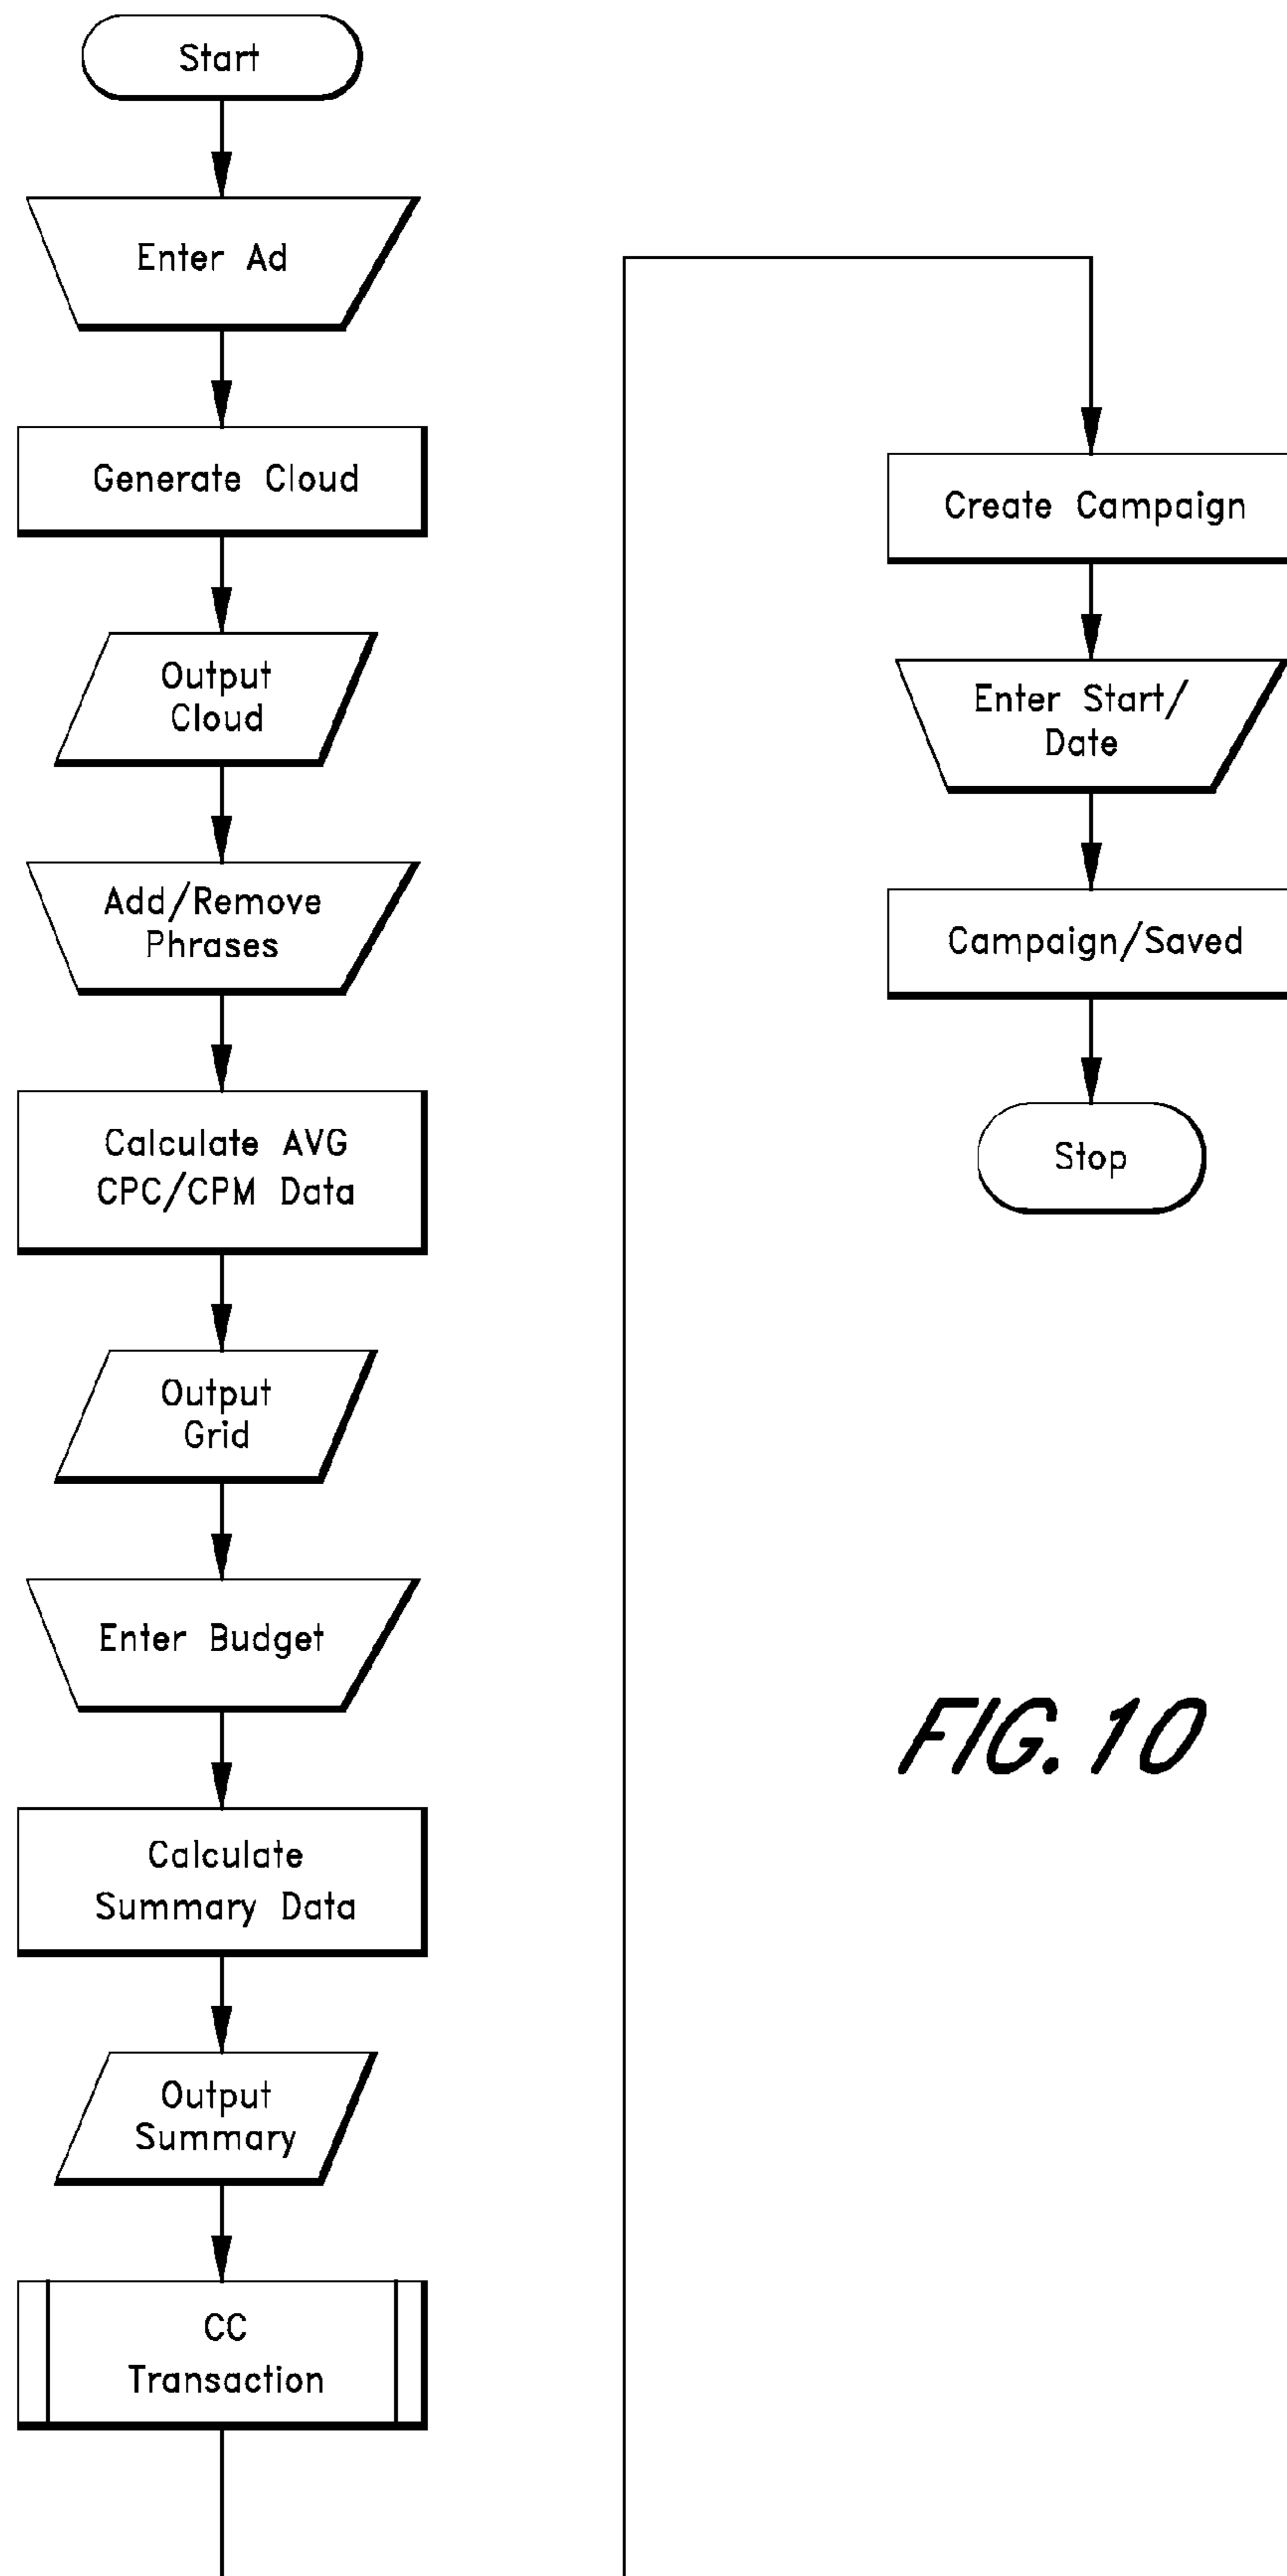 Start
Enter Ad
Generate Cloud
Output
Cloud
Add/Remove
Phrases
Calculate AVG
CPC/CPM Data
Output
Grid
Enter Budget
Calculate
Summary Data
Output
Summary
CC
Transaction
Create Campaign
Enter Start/
Date
Campaign/Saved
Stop
FIG. 10